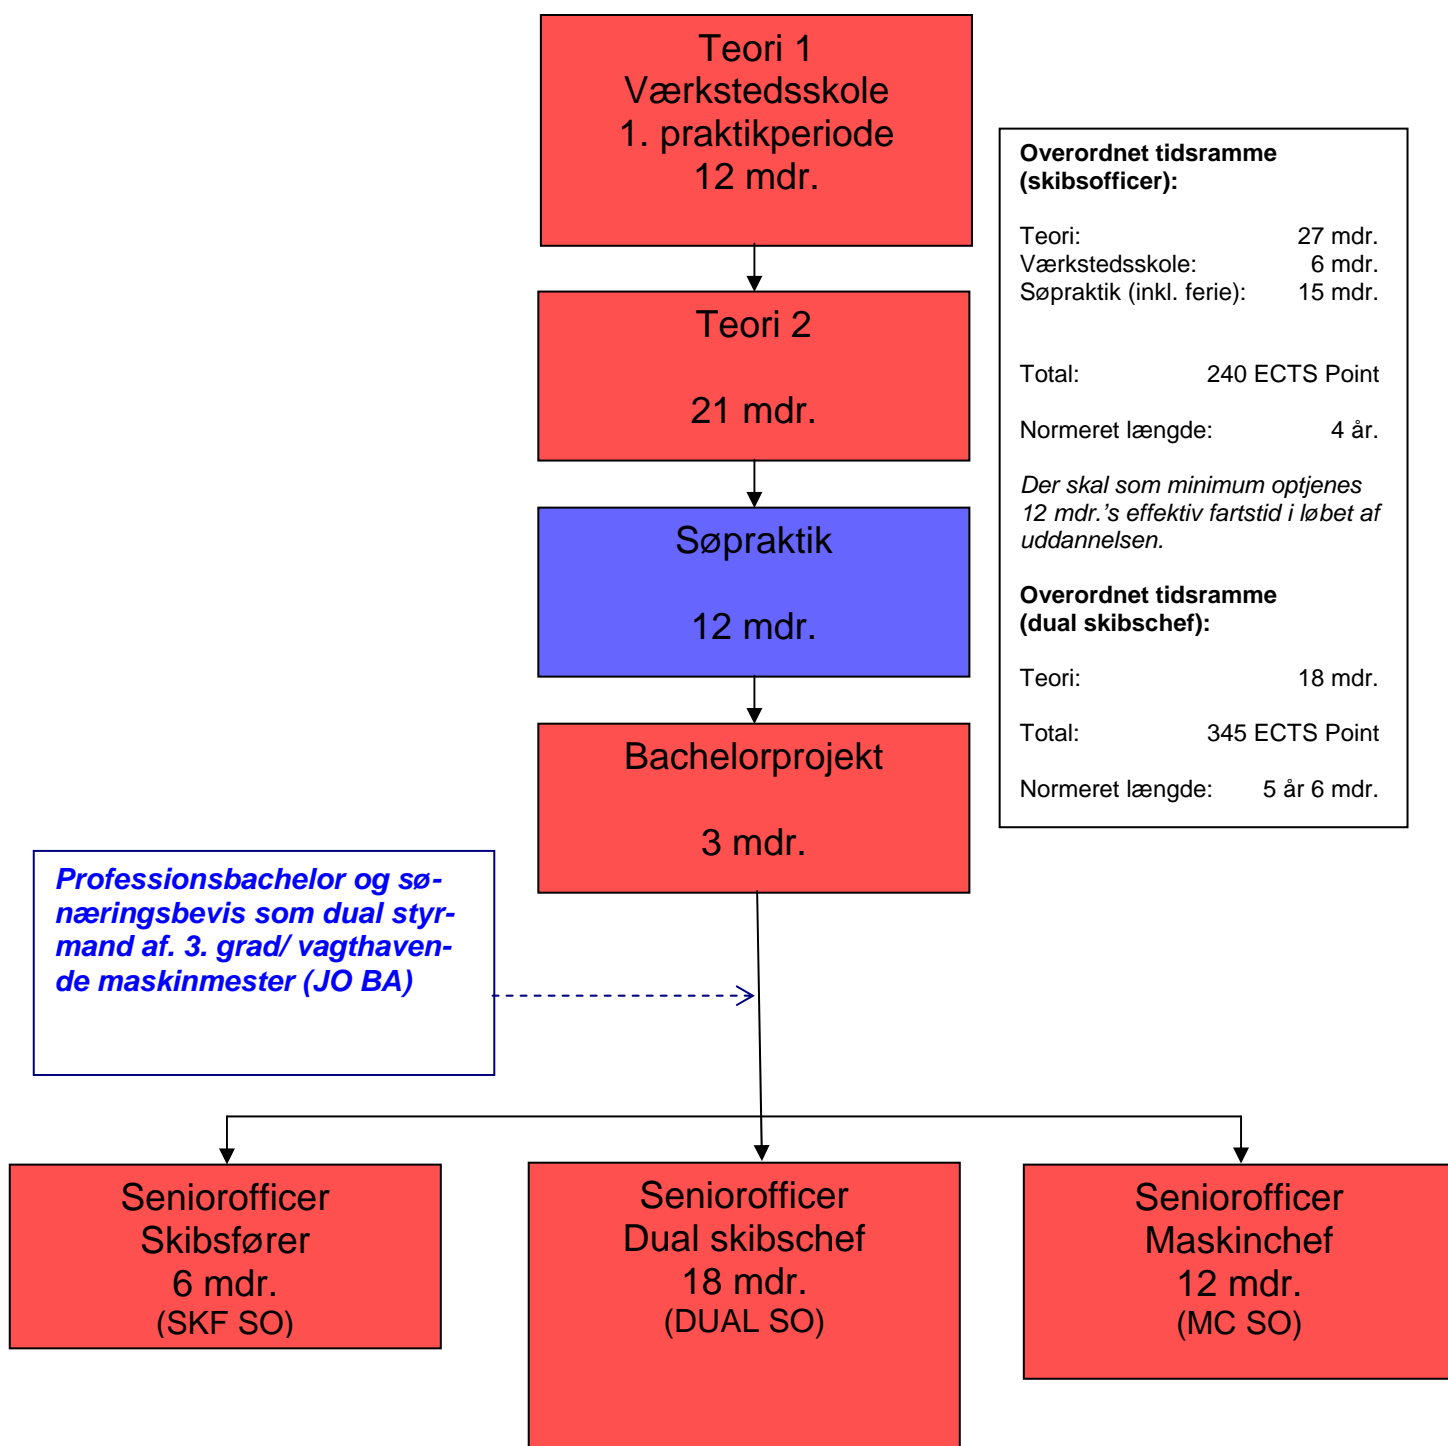 Teori 1
Værkstedsskole
1. praktikperiode
12 mdr.
Overordnet tidsramme
(skibsofficer):
Teori: 27 mdr.
Værkstedsskole: 6 mdr.
Søpraktik (inkl. ferie): 15 mdr.
Total: 240 ECTS Point
Normeret længde: 4 år.
Der skal som minimum optjenes
12 mdr.'s effektiv fartstid i løbet af
uddannelsen.
Overordnet tidsramme
(dual skibschef):
Teori: 18 mdr.
Total: 345 ECTS Point
Normeret længde: 5 år 6 mdr.
Teori 2
21 mdr.
Søpraktik
12 mdr.
Bachelorprojekt
3 mdr.
Professionsbachelor og sø-
næringsbevis som dual styr-
mand af. 3. grad/ vagthaven-
de maskinmester (JO BA)
Seniorofficer
Skibsfører
6 mdr.
(SKF SO)
Seniorofficer
Dual skibschef
18 mdr.
(DUAL SO)
Seniorofficer
Maskinchef
12 mdr.
(MC SO)